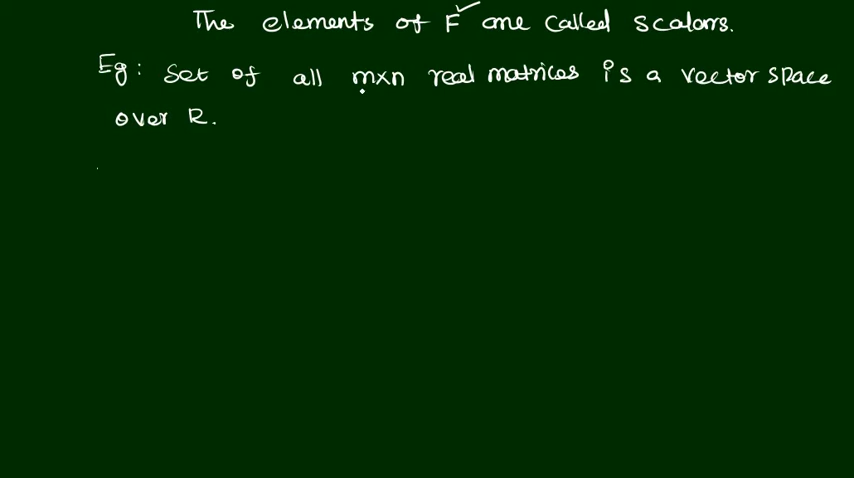 The elements of F are called scalars.
Eg: Set of all mxn real matrices is a vector space
over R.